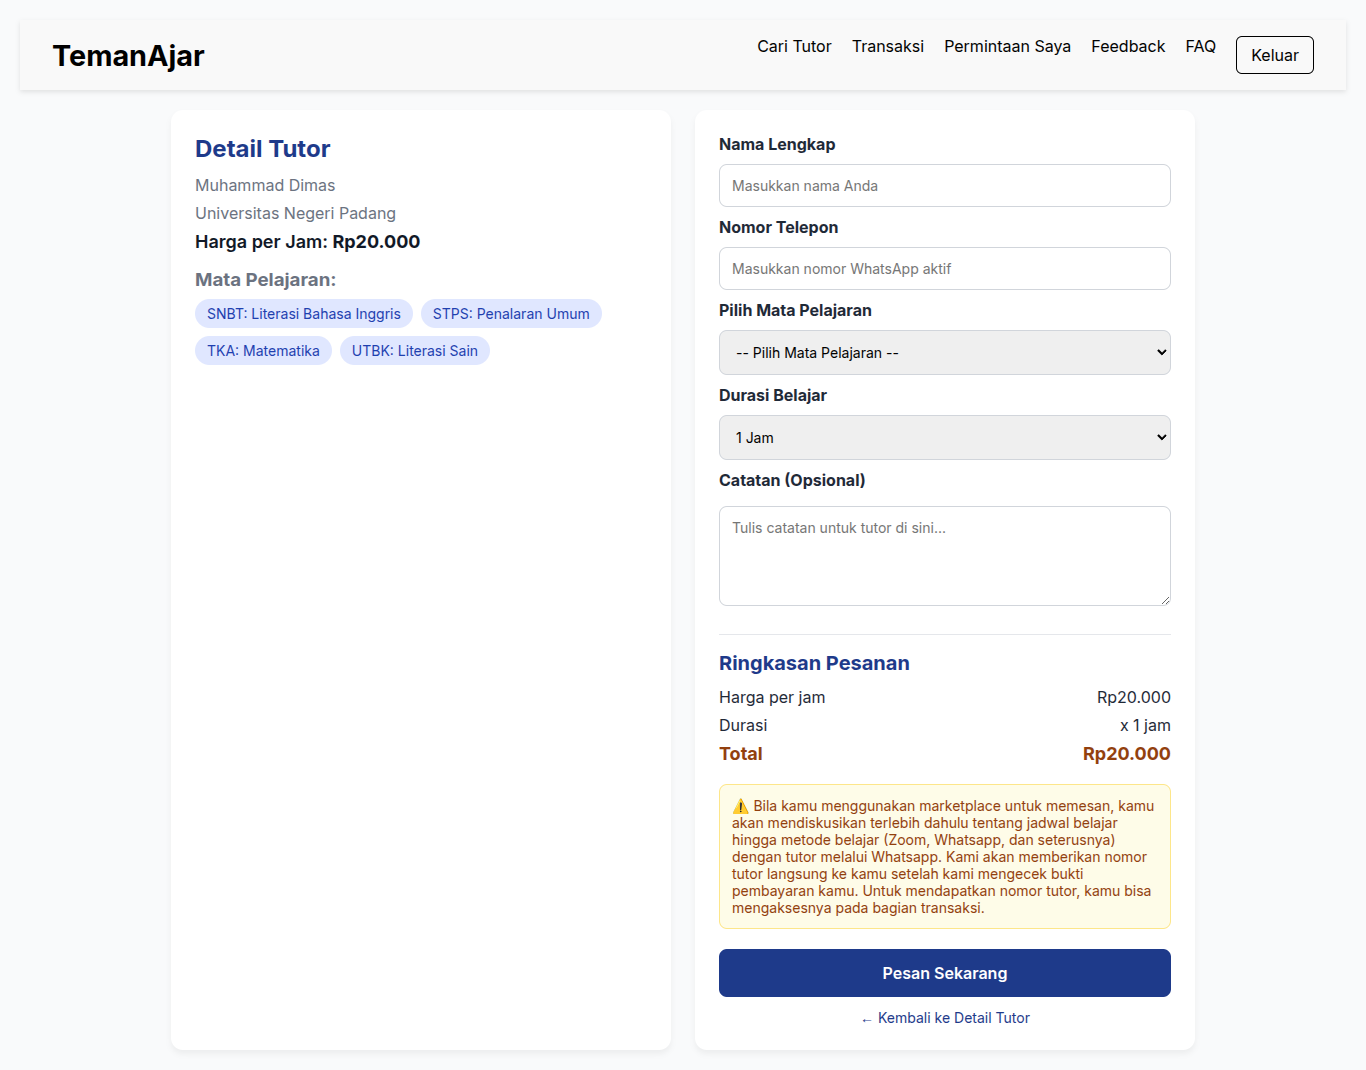 TemanAjar
Cari Tutor
Transaksi
Permintaan Saya
Feedback
FAQ
Keluar
Detail Tutor
Muhammad Dimas
Universitas Negeri Padang
Harga per Jam: Rp20.000
Mata Pelajaran:
SNBT: Literasi Bahasa Inggris
STPS: Penalaran Umum
TKA: Matematika
UTBK: Literasi Sain
Nama Lengkap
Masukkan nama Anda
Nomor Telepon
Masukkan nomor WhatsApp aktif
Pilih Mata Pelajaran
-- Pilih Mata Pelajaran --
Durasi Belajar
1 Jam
Catatan (Opsional)
Tulis catatan untuk tutor di sini...
Ringkasan Pesanan
Harga per jam Rp20.000
Durasi x 1 jam
Total Rp20.000
⚠️ Bila kamu menggunakan marketplace untuk memesan, kamu
akan mendiskusikan terlebih dahulu tentang jadwal belajar
hingga metode belajar (Zoom, Whatsapp, dan seterusnya)
dengan tutor melalui Whatsapp. Kami akan memberikan nomor
tutor langsung ke kamu setelah kami mengecek bukti
pembayaran kamu. Untuk mendapatkan nomor tutor, kamu bisa
mengaksesnya pada bagian transaksi.
Pesan Sekarang
← Kembali ke Detail Tutor